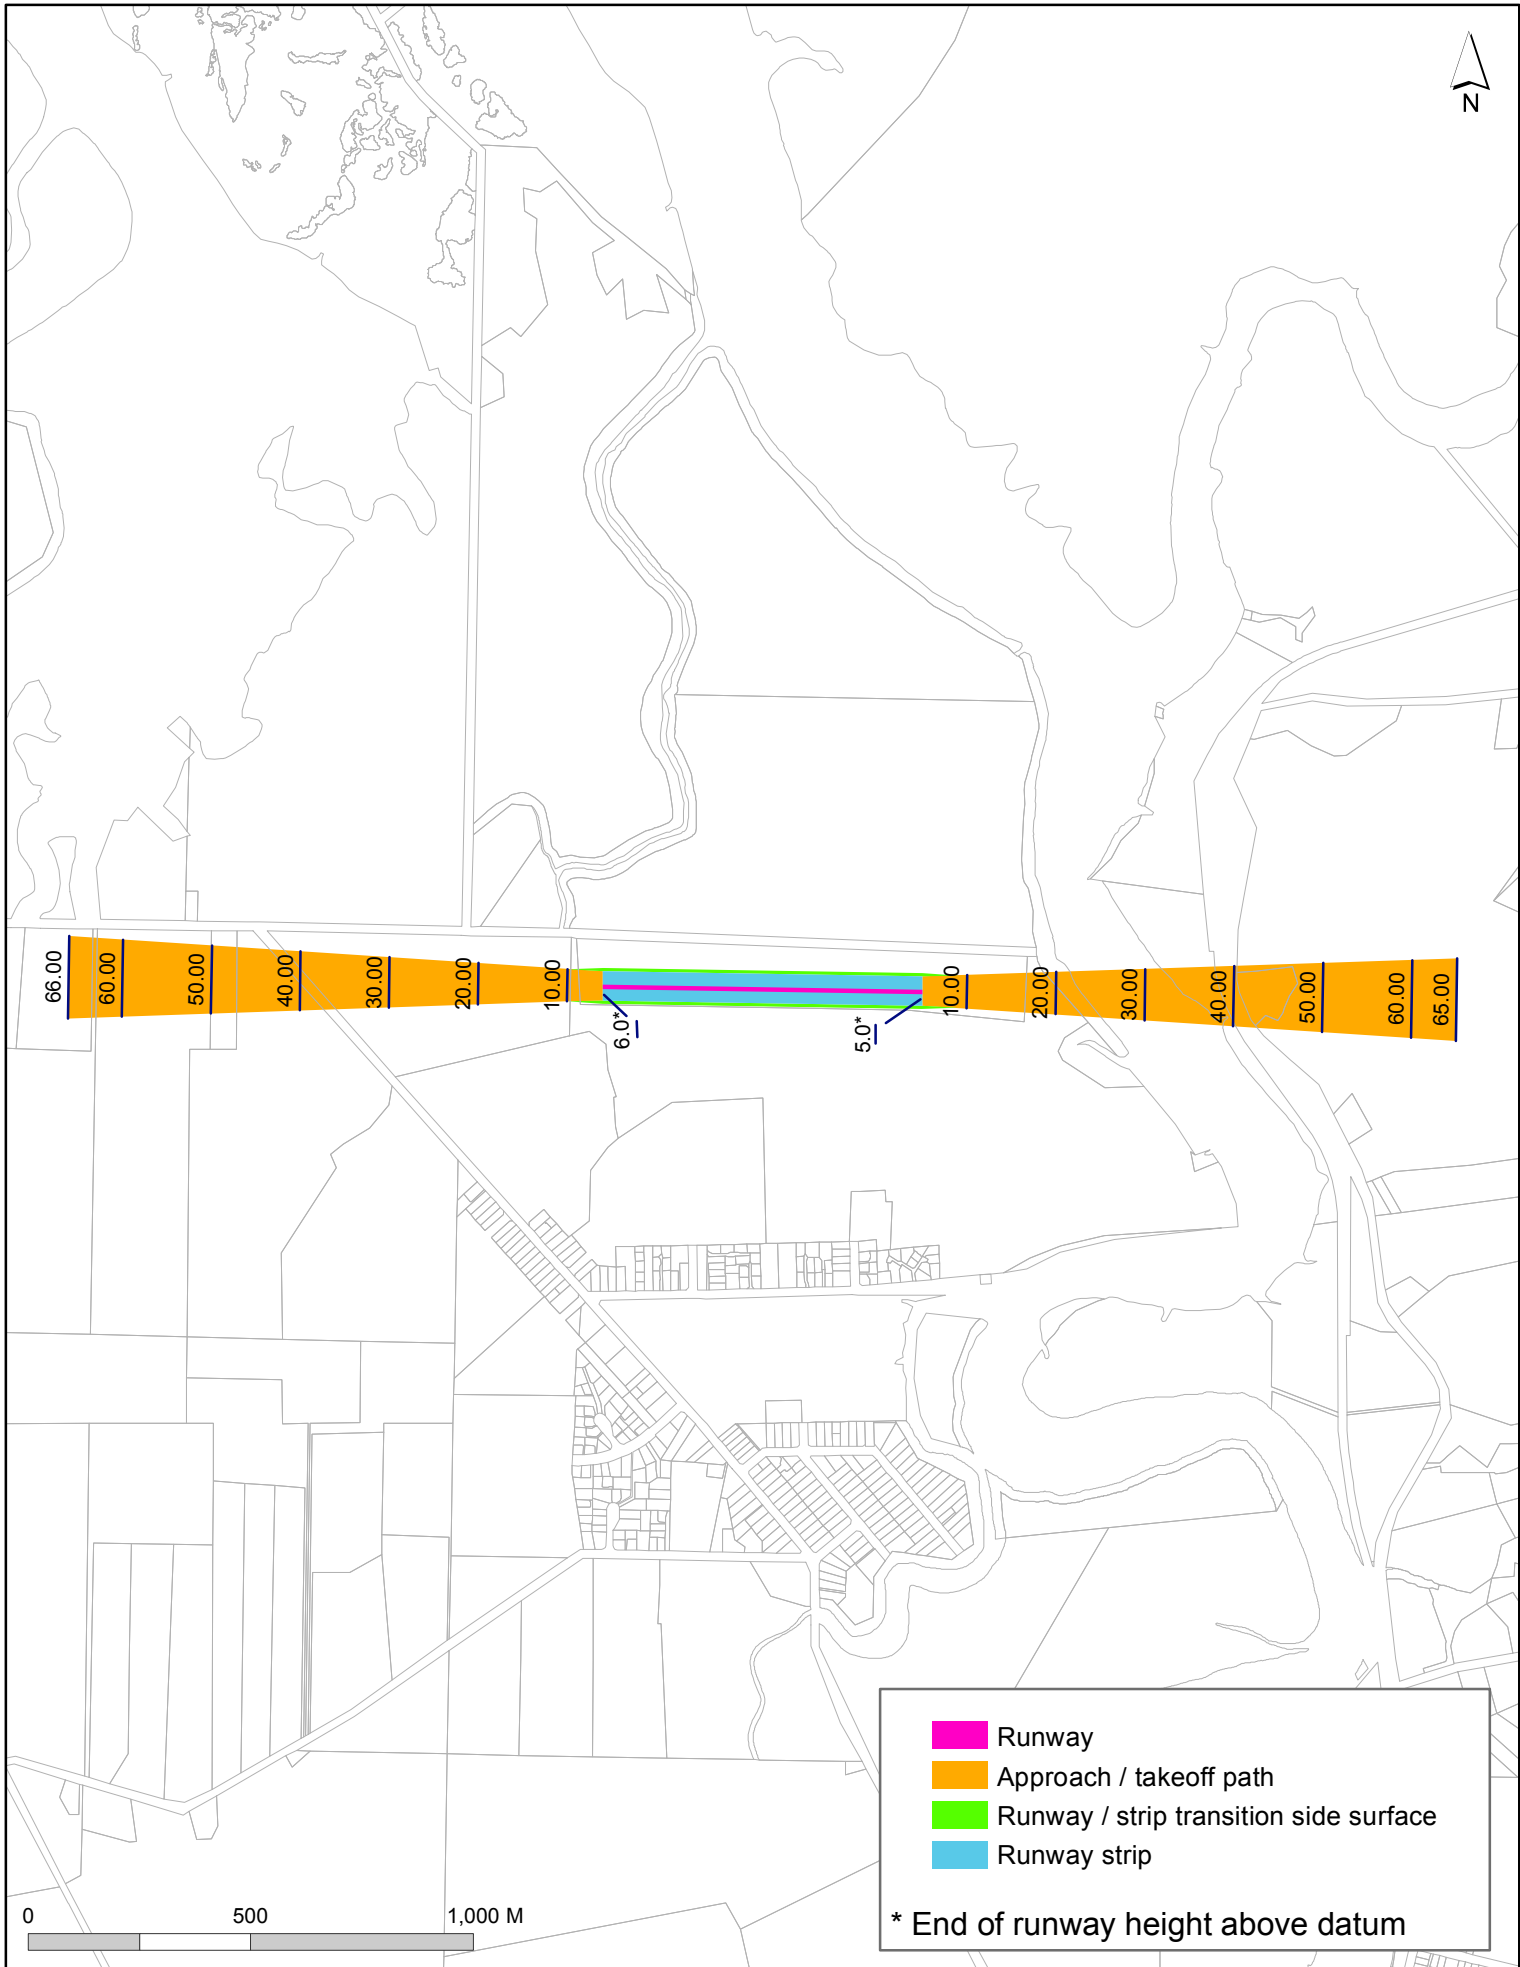 N
66.00
60.00
50.00
40.00
30.00
20.00
10.00
6.0*
5.0*
10.00
20.00
30.00
40.00
50.00
60.00
65.00
Runway
Approach / takeoff path
Runway / strip transition side surface
Runway strip
* End of runway height above datum
0 500 1,000 M